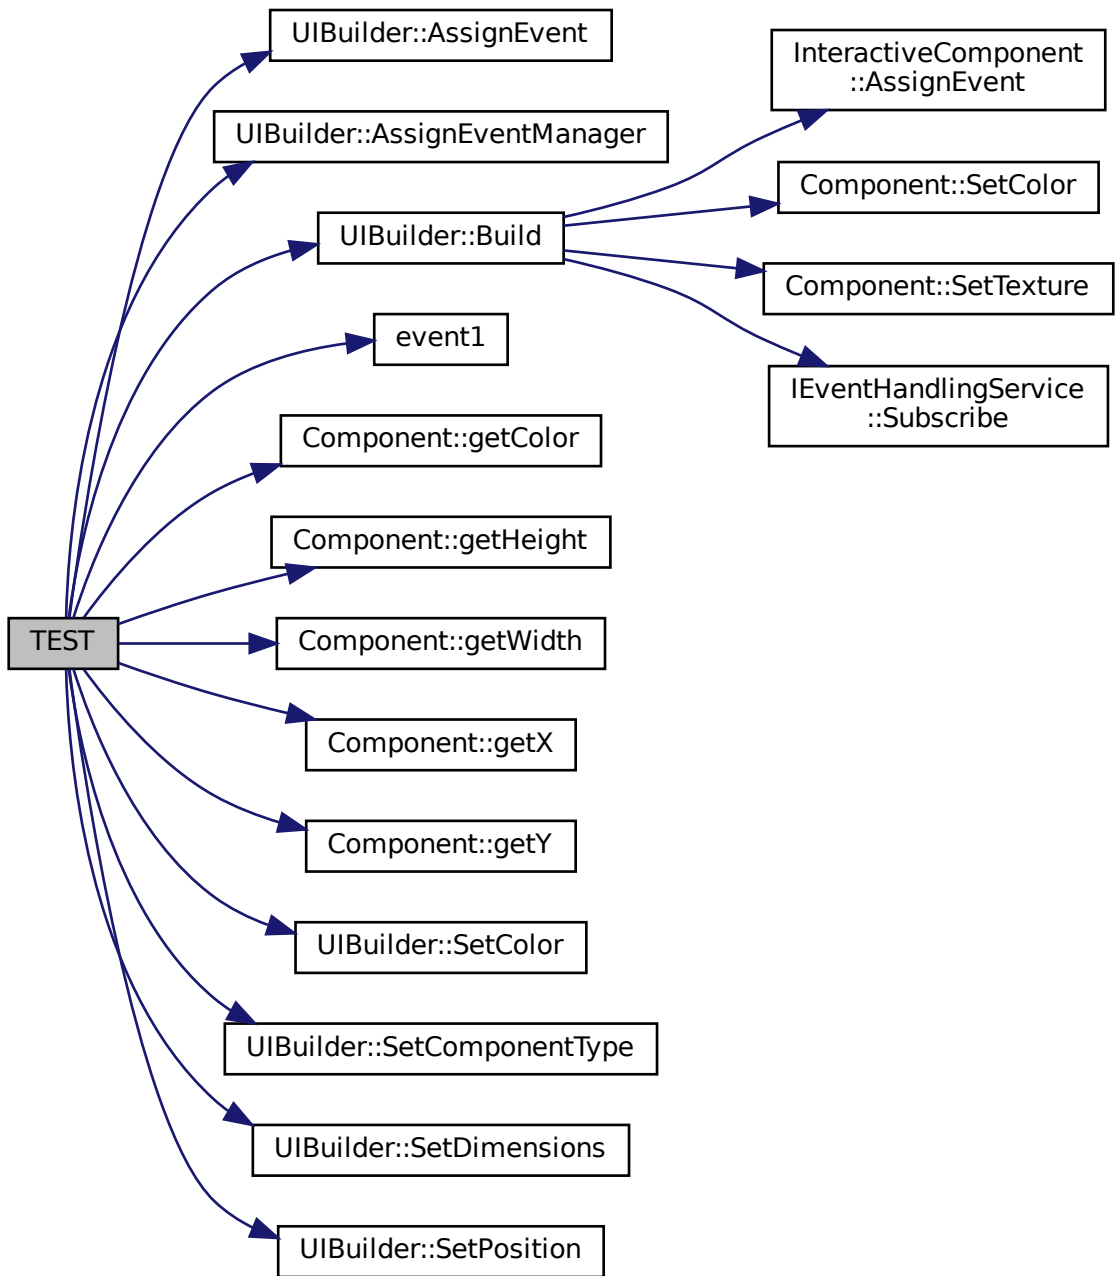 UIBuilder::AssignEvent
InteractiveComponent
::AssignEvent
UIBuilder::AssignEventManager
Component::SetColor
UIBuilder::Build
Component::SetTexture
event1
IEventHandlingService
::Subscribe
Component::getColor
Component::getHeight
TEST
Component::getWidth
Component::getX
Component::getY
UIBuilder::SetColor
UIBuilder::SetComponentType
UIBuilder::SetDimensions
UIBuilder::SetPosition